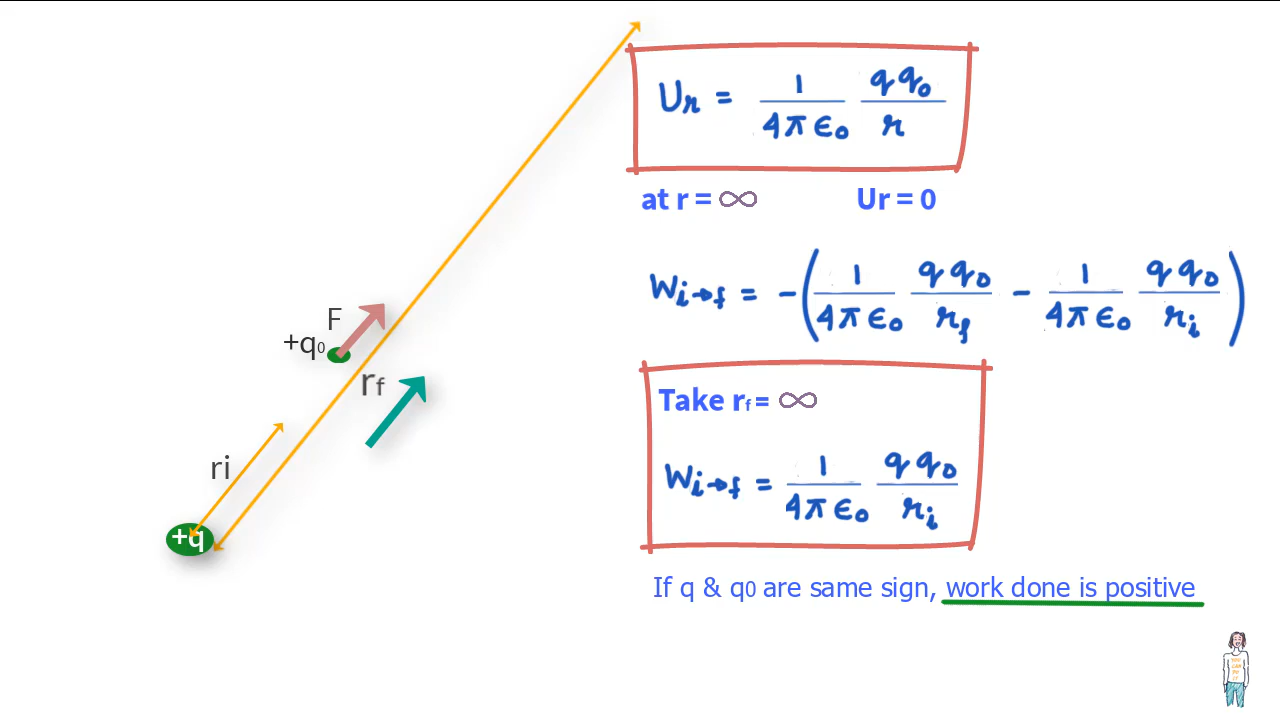 Ur = 1/4πϵ₀ qq₀/r
at r = ∞ Ur = 0
Wi→f = -(1/4πϵ₀ qq₀/rf - 1/4πϵ₀ qq₀/ri)
F
+q₀
rf
Take rf = ∞
ri
Wi→f = 1/4πϵ₀ qq₀/ri
+q
If q & q₀ are same sign, work done is positive